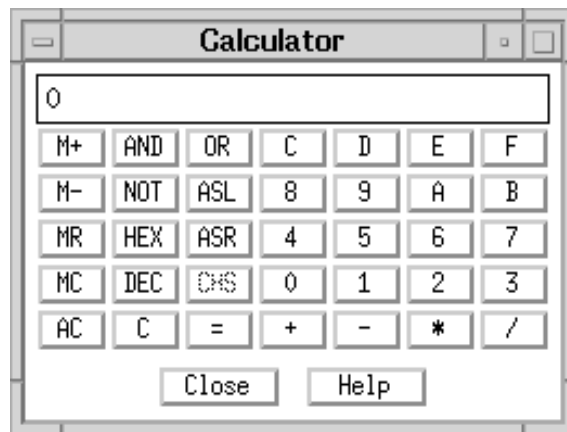 Calculator
0
M+ AND OR C D E F
M- NOT ASL 8 9 A B
MR HEX ASR 4 5 6 7
MC DEC CHS 0 1 2 3
AC C = + - * /
Close Help